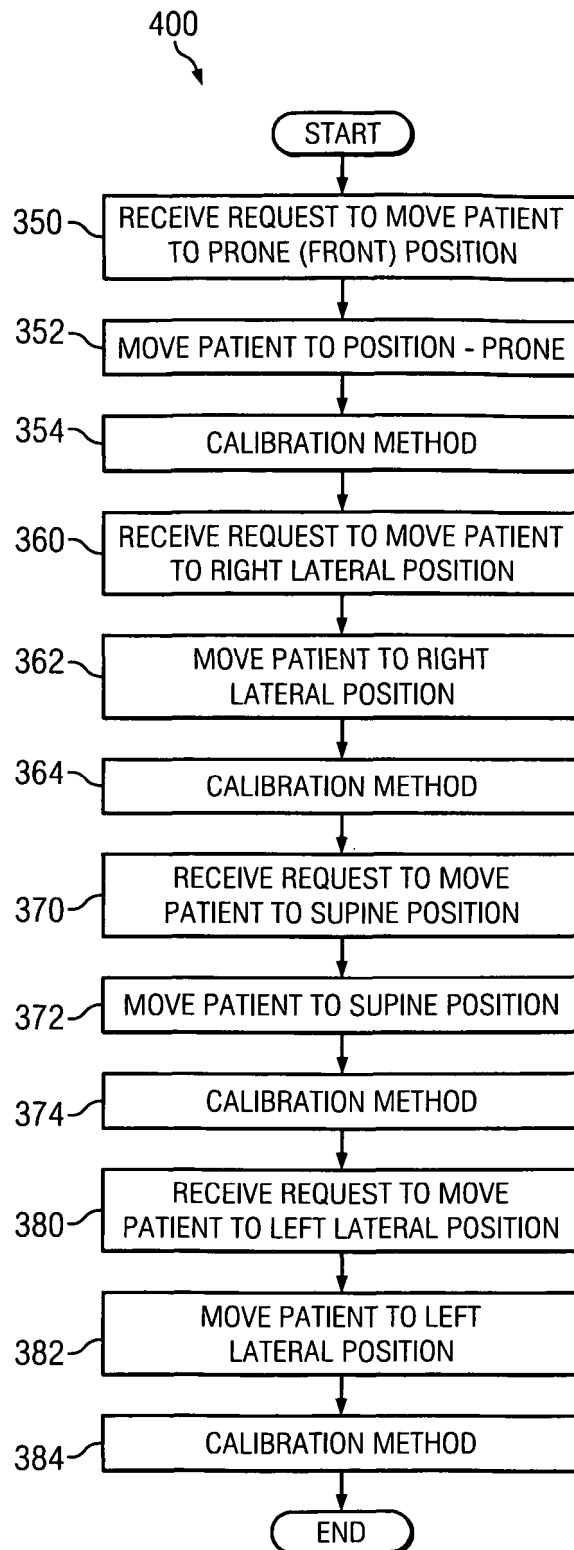 400
START
350
RECEIVE REQUEST TO MOVE PATIENT
TO PRONE (FRONT) POSITION
352
MOVE PATIENT TO POSITION - PRONE
354
CALIBRATION METHOD
360
RECEIVE REQUEST TO MOVE PATIENT
TO RIGHT LATERAL POSITION
362
MOVE PATIENT TO RIGHT
LATERAL POSITION
364
CALIBRATION METHOD
370
RECEIVE REQUEST TO MOVE
PATIENT TO SUPINE POSITION
372
MOVE PATIENT TO SUPINE POSITION
374
CALIBRATION METHOD
380
RECEIVE REQUEST TO MOVE
PATIENT TO LEFT LATERAL POSITION
382
MOVE PATIENT TO LEFT
LATERAL POSITION
384
CALIBRATION METHOD
END